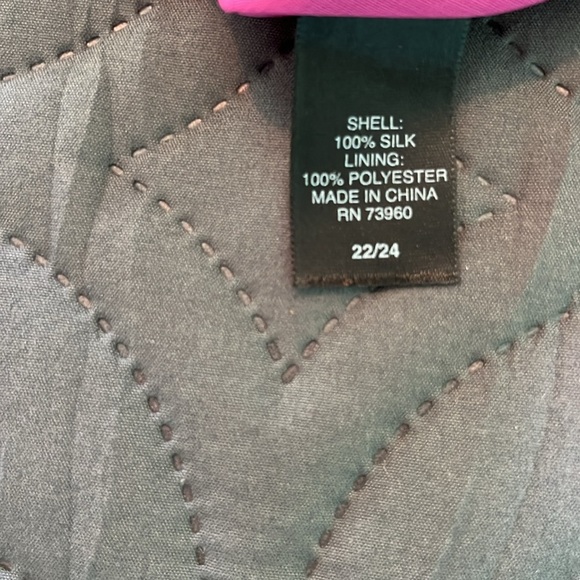 SHELL:
100% SILK
LINING:
100% POLYESTER
MADE IN CHINA
RN 73960
22/24